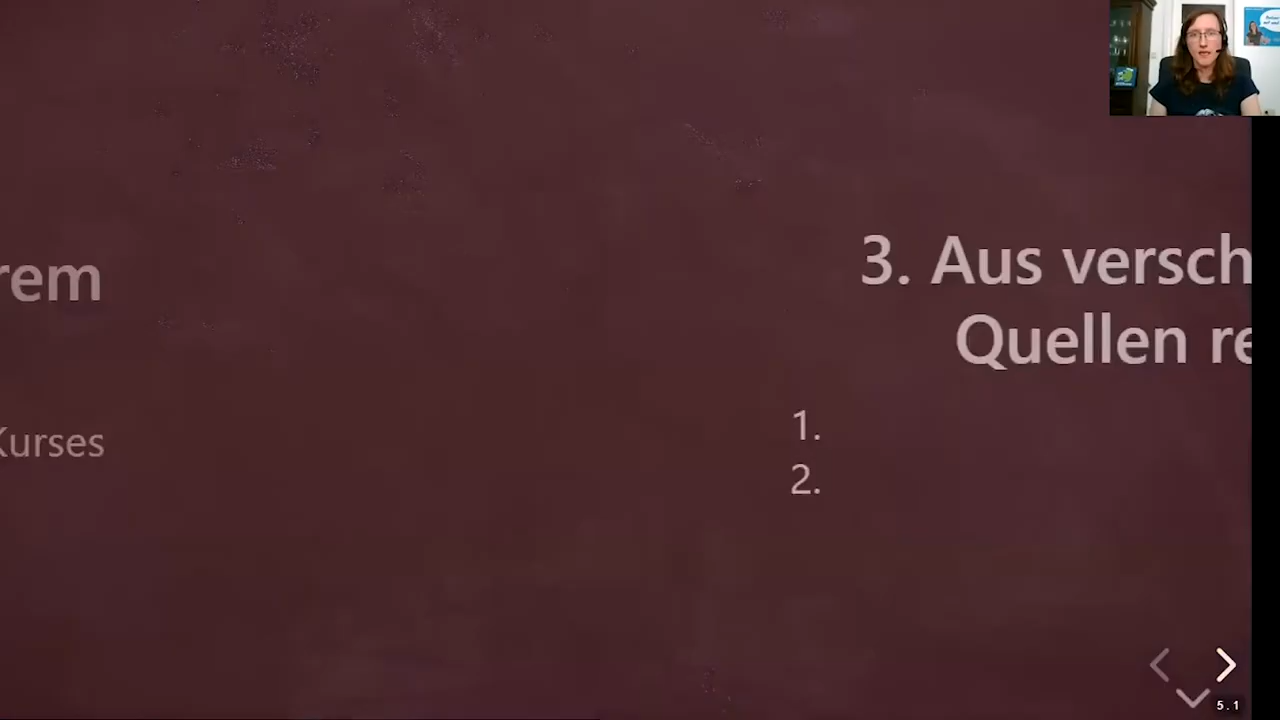 rem
Kurses
3. Aus versch
Quellen re
1.
2.
5.1